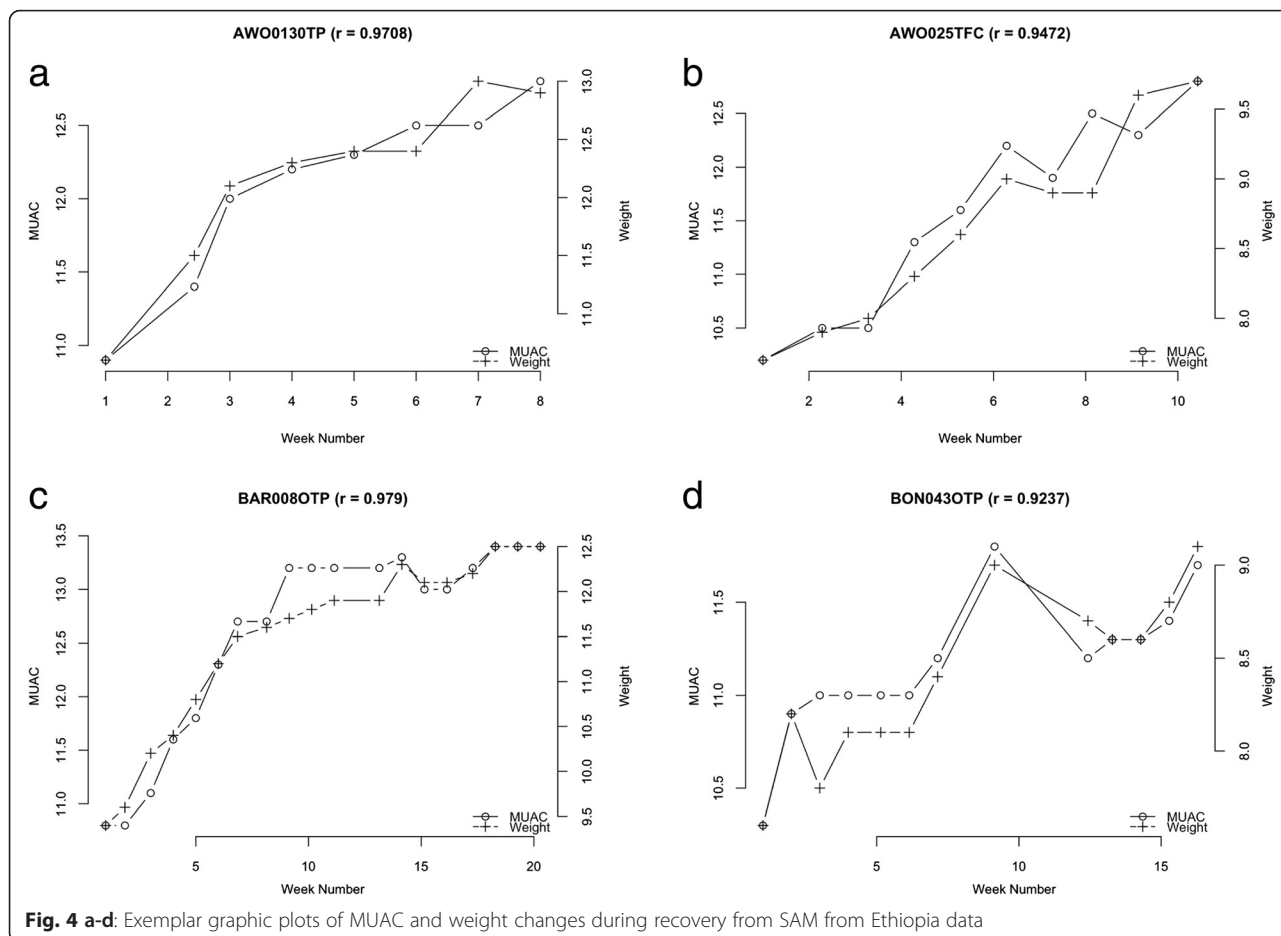 AWO0130TP (r = 0.9708)
a
MUAC
11.0 11.5 12.0 12.5
Weight
11.0 11.5 12.0 12.5 13.0
MUAC
Weight
1 2 3 4 5 6 7 8
Week Number
AWO025TFC (r = 0.9472)
b
MUAC
10.5 11.0 11.5 12.0 12.5
Weight
8.0 8.5 9.0 9.5
MUAC
Weight
2 4 6 8 10
Week Number
BAR008OTP (r = 0.979)
c
MUAC
11.0 11.5 12.0 12.5 13.0 13.5
Weight
9.5 10.0 10.5 11.0 11.5 12.0 12.5
MUAC
Weight
5 10 15 20
Week Number
BON043OTP (r = 0.9237)
d
MUAC
10.5 11.0 11.5
Weight
8.0 8.5 9.0
MUAC
Weight
5 10 15
Week Number
Fig. 4 a-d: Exemplar graphic plots of MUAC and weight changes during recovery from SAM from Ethiopia data